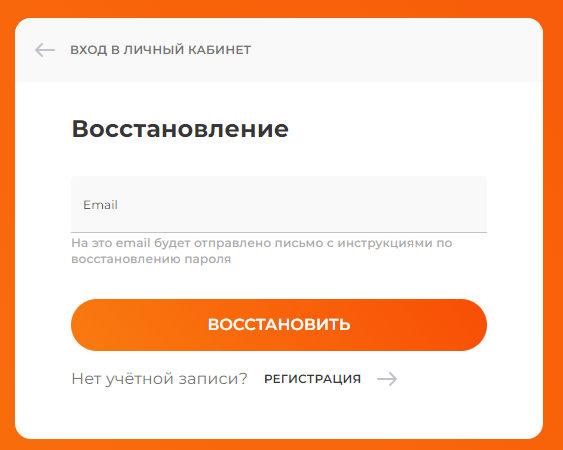 ВХОД В ЛИЧНЫЙ КАБИНЕТ
Восстановление
Email
На это email будет отправлено письмо с инструкциями по
восстановлению пароля
ВОССТАНОВИТЬ
Нет учётной записи? РЕГИСТРАЦИЯ